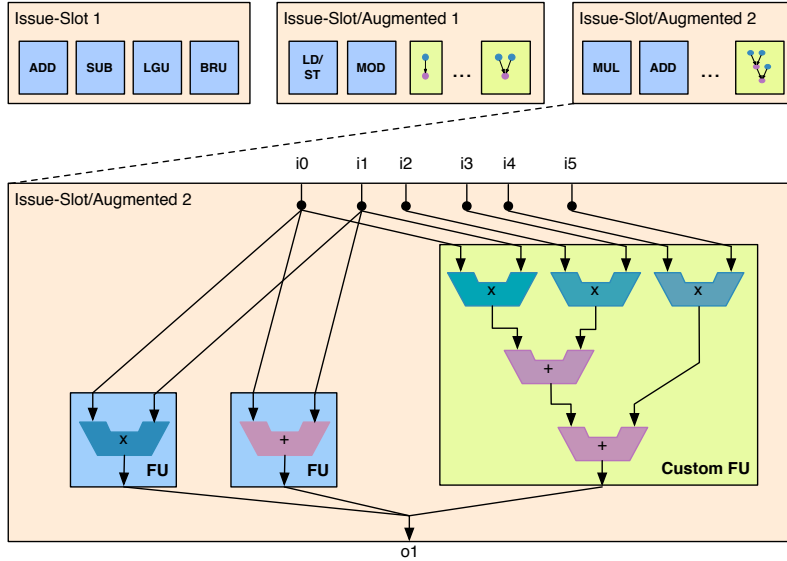 Issue-Slot 1
Issue-Slot/Augmented 1
Issue-Slot/Augmented 2
ADD
SUB
LGU
BRU
LD/
ST
MOD
...
MUL
ADD
...
i0
i1
i2
i3
i4
i5
Issue-Slot/Augmented 2
x
x
x
+
x
+
+
FU
FU
Custom FU
o1